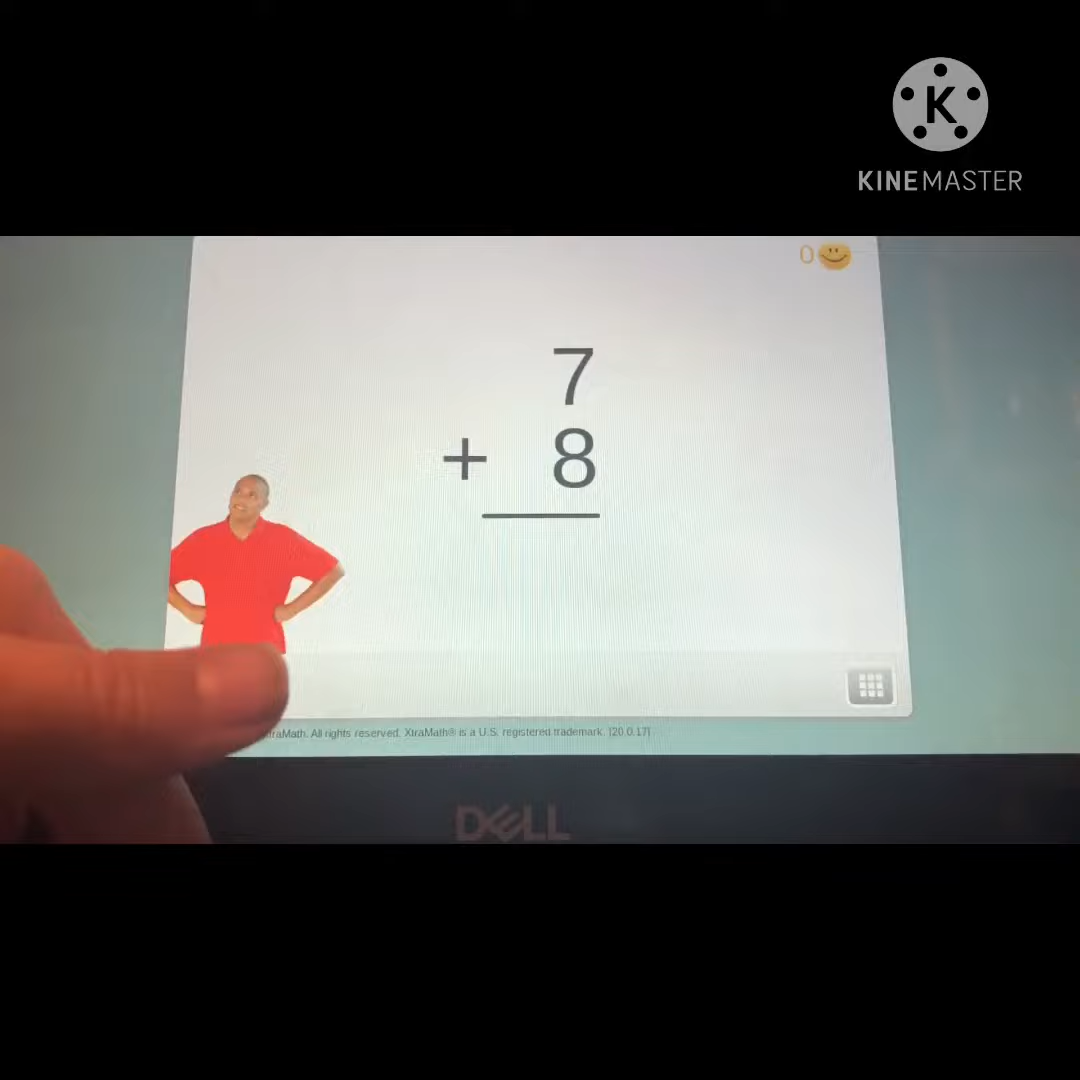 K
KINEMASTER
0
7
+ 8
XtraMath. All rights reserved. XtraMath® is a U.S. registered trademark. [20.0.17]
DELL